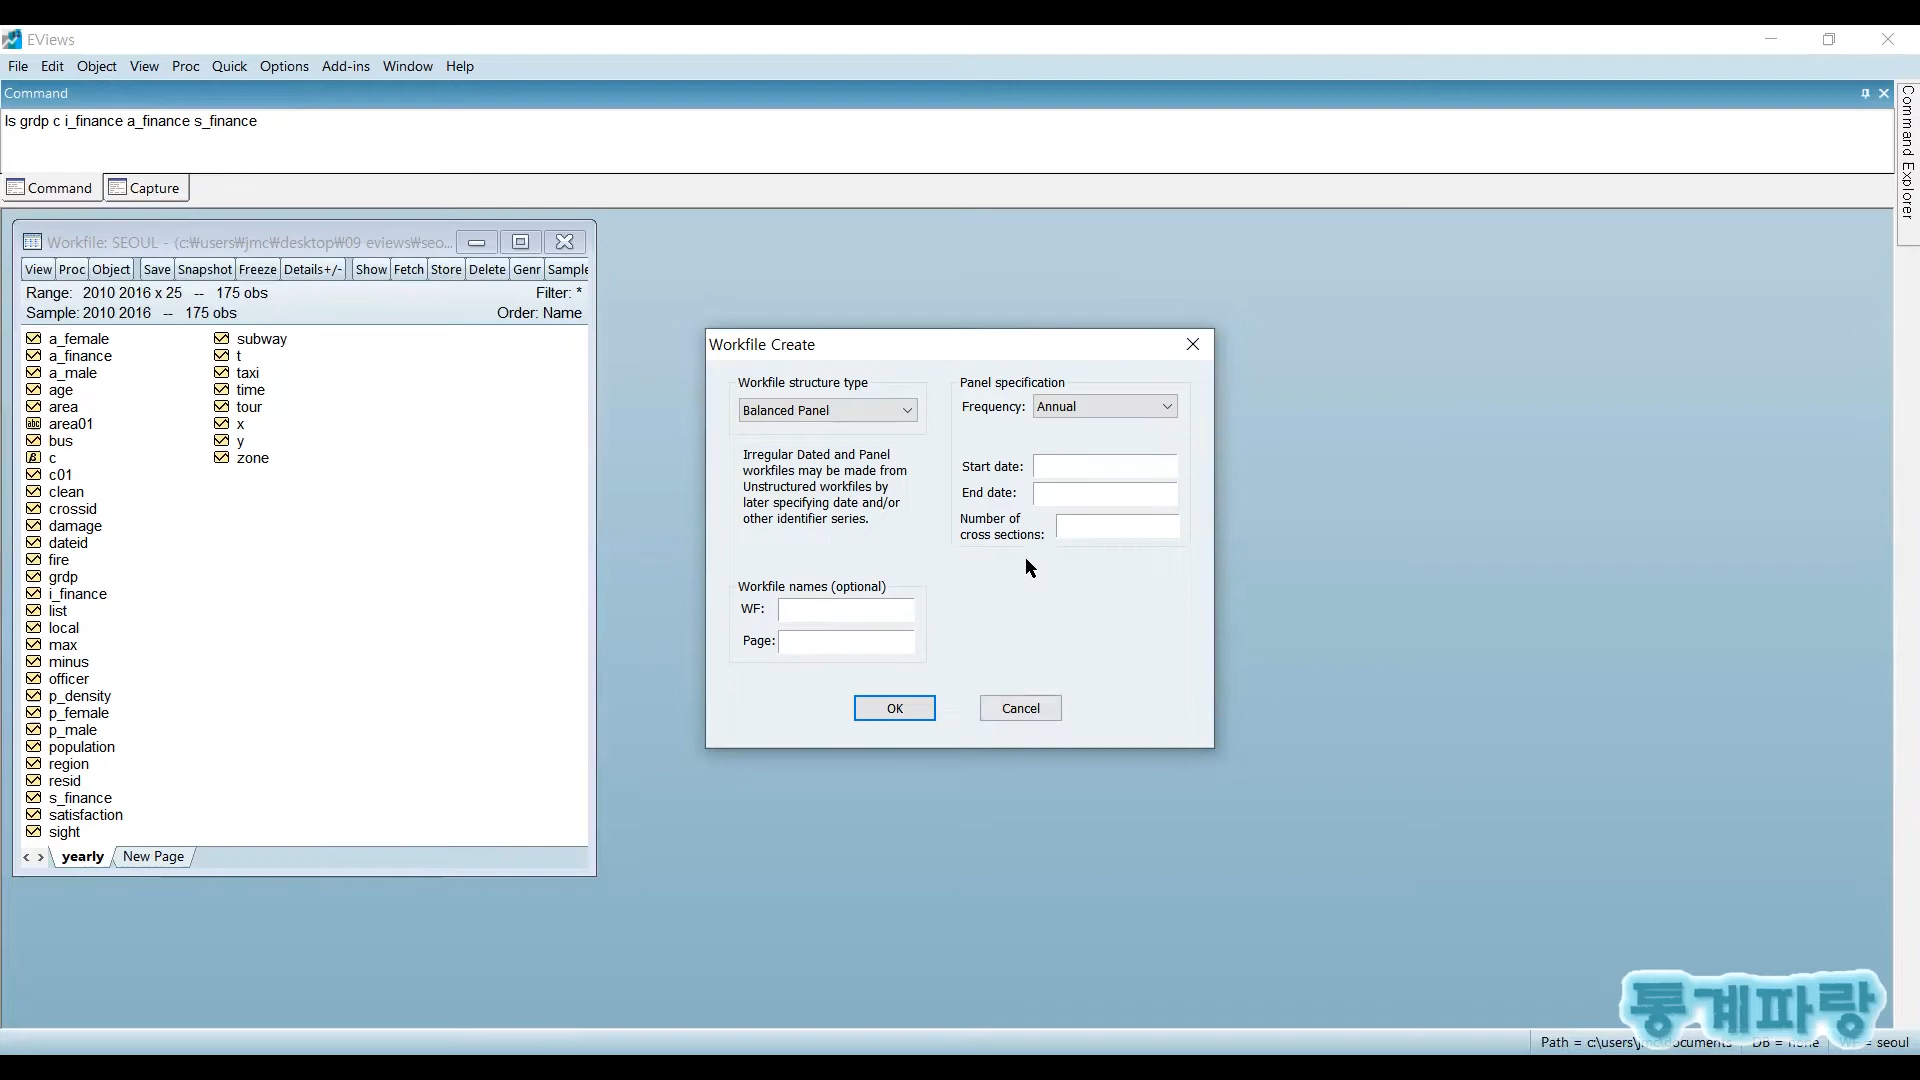 EViews
File Edit Object View Proc Quick Options Add-ins Window Help
Command
ls grdp c i_finance a_finance s_finance
Command Capture
Command Explorer
Workfile: SEOUL - (c:\users\jmc\desktop\09 eviews\seo...
View Proc Object Save Snapshot Freeze Details+/- Show Fetch Store Delete Genr Sample
Range: 2010 2016 x 25 -- 175 obs Filter: *
Sample: 2010 2016 -- 175 obs Order: Name
a_female
a_finance
a_male
age
area
area01
bus
c
c01
clean
crossid
damage
dateid
fire
grdp
i_finance
list
local
max
minus
officer
p_density
p_female
p_male
population
region
resid
s_finance
satisfaction
sight
subway
t
taxi
time
tour
x
y
zone
yearly New Page
Workfile Create
Workfile structure type
Balanced Panel
Irregular Dated and Panel
workfiles may be made from
Unstructured workfiles by
later specifying date and/or
other identifier series.
Panel specification
Frequency: Annual
Start date:
End date:
Number of
cross sections:
Workfile names (optional)
WF:
Page:
OK Cancel
통계파랑
Path = c:\users\jmc\documents DB = none WF = seoul